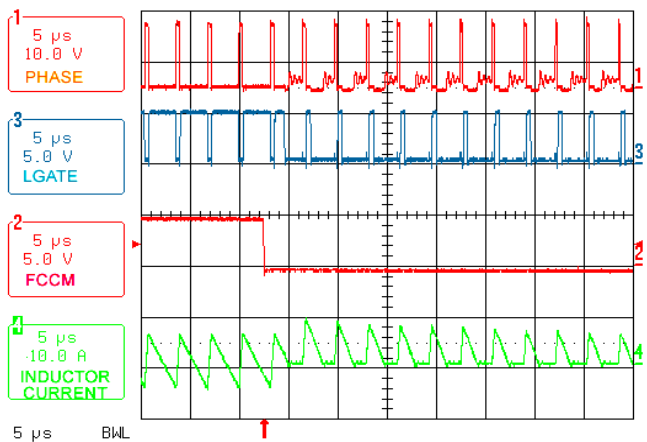 1
5 µs
10.0 V
PHASE
1
3
5 µs
5.0 V
LGATE
3
2
5 µs
5.0 V
FCCM
2
4
5 µs
10.0 A
INDUCTOR
CURRENT
4
5 µs BWL